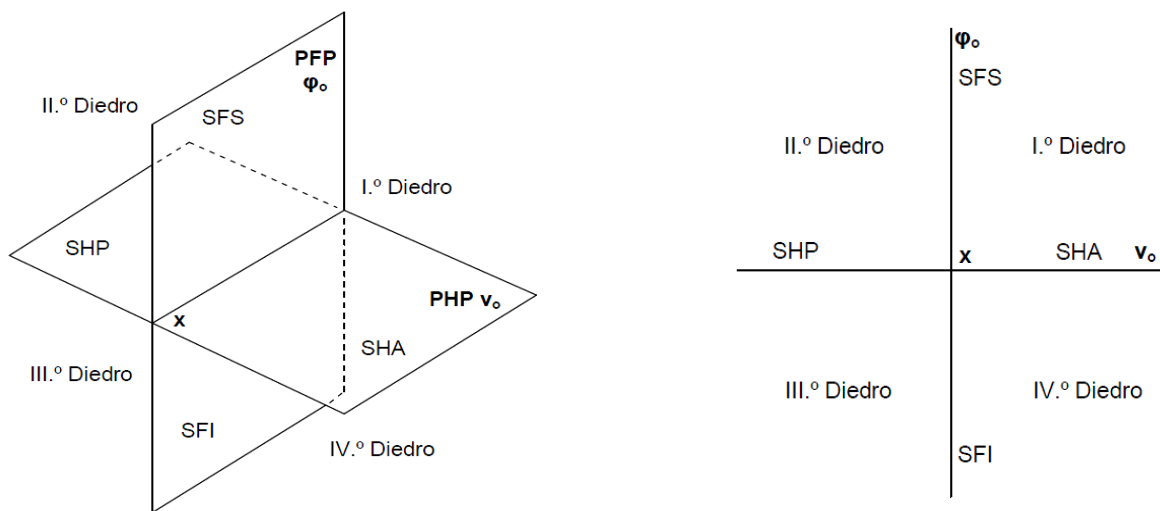 PFP
φₒ
II.º Diedro
SFS
I.º Diedro
SHP
PHP νₒ
x
SHA
III.º Diedro
SFI
IV.º Diedro
φₒ
SFS
II.º Diedro
I.º Diedro
SHP
x
SHA
νₒ
III.º Diedro
IV.º Diedro
SFI